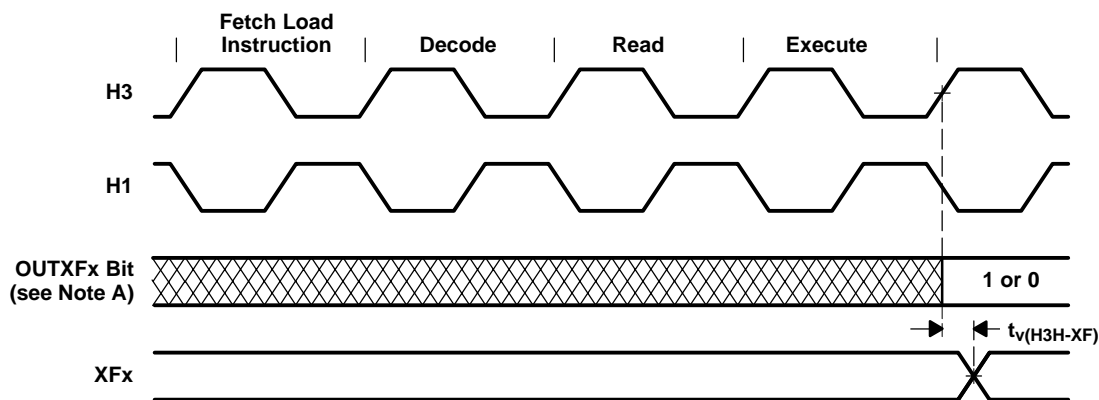 Fetch Load
Instruction
Decode
Read
Execute
H3
H1
OUTXFx Bit
(see Note A)
1 or 0
tv(H3H-XF)
XFx